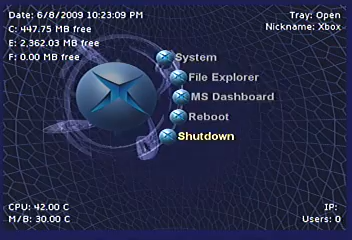 Date: 6/8/2009 10:23:09 PM
C: 447.75 MB free
E: 2,362.03 MB free
F: 0.00 MB free
Tray: Open
Nickname: Xbox
System
File Explorer
MS Dashboard
Reboot
Shutdown
CPU: 42.00 C
M/B: 30.00 C
IP:
Users: 0